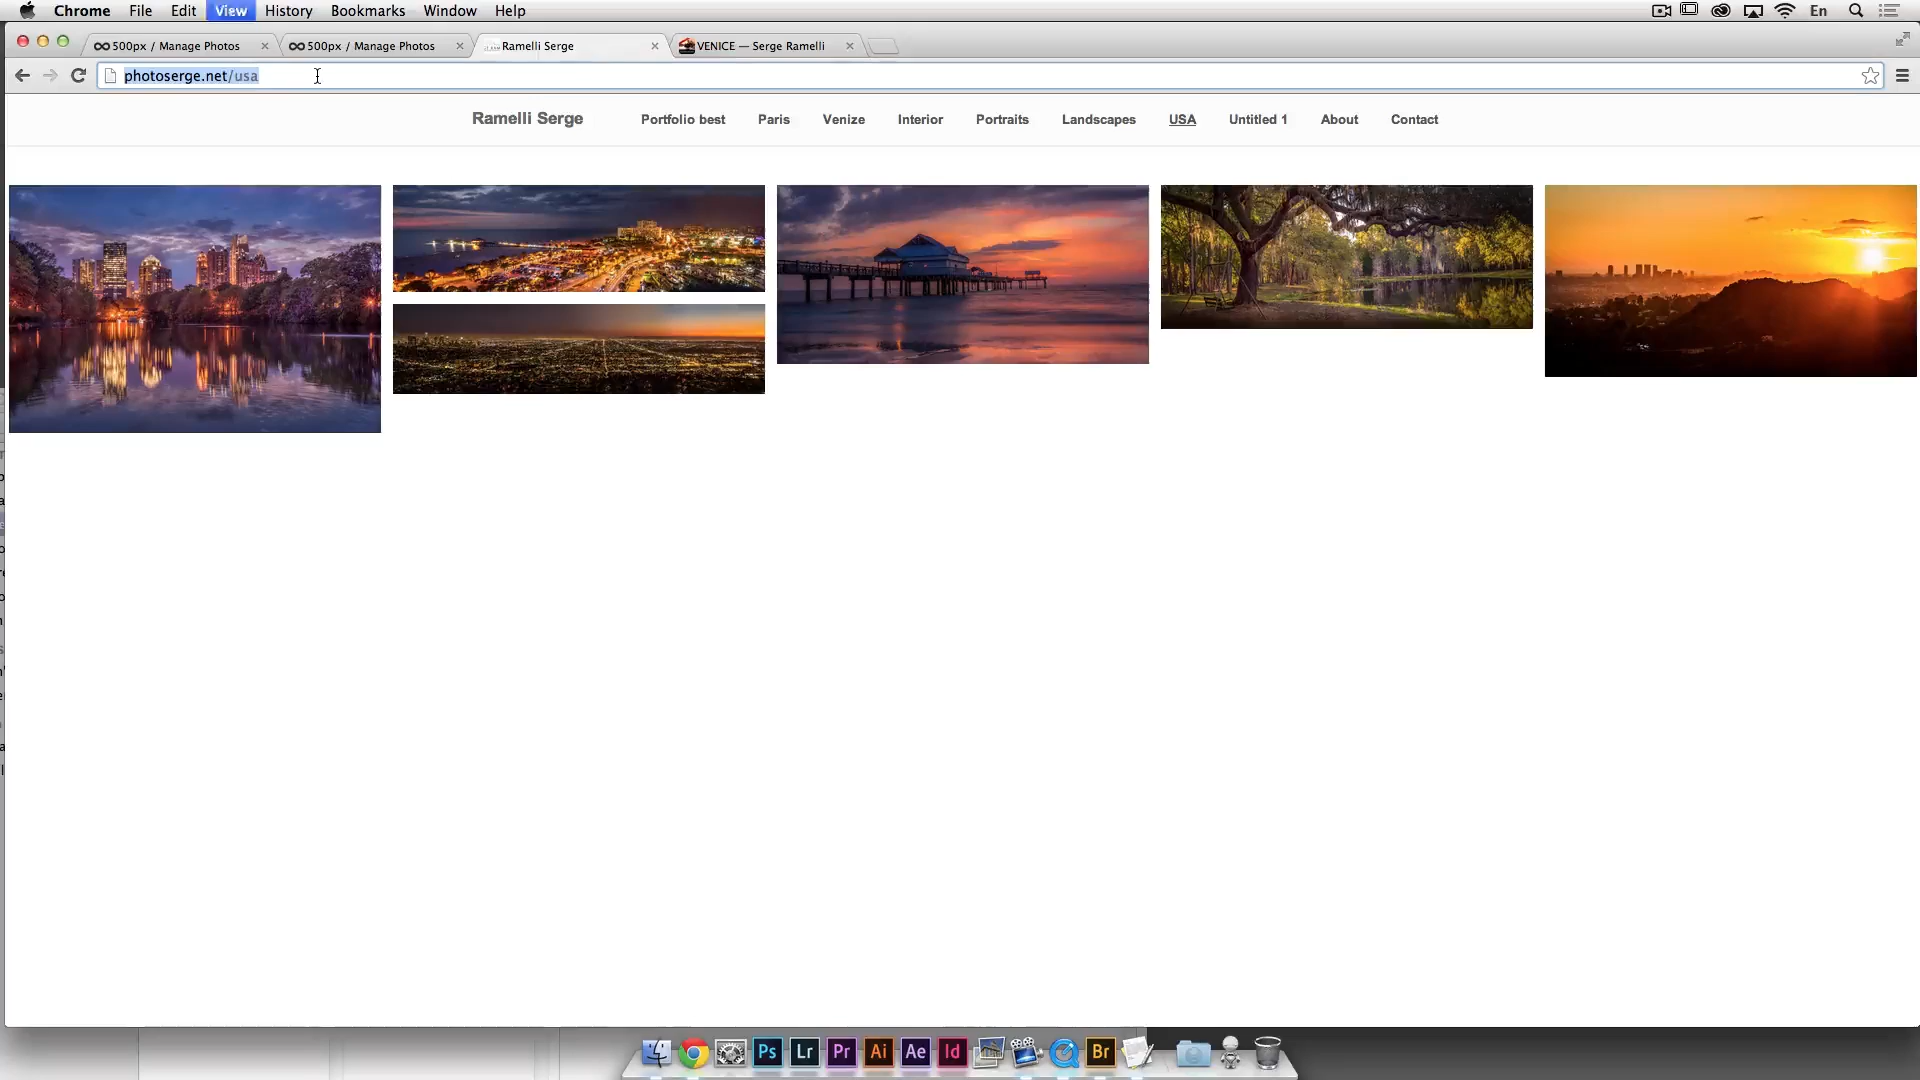 Chrome File Edit View History Bookmarks Window Help En
500px / Manage Photos 500px / Manage Photos Ramelli Serge VENICE — Serge Ramelli
photoserge.net/usa
Ramelli Serge Portfolio best Paris Venize Interior Portraits Landscapes USA Untitled 1 About Contact
Ps Lr Pr Ai Ae Id Br